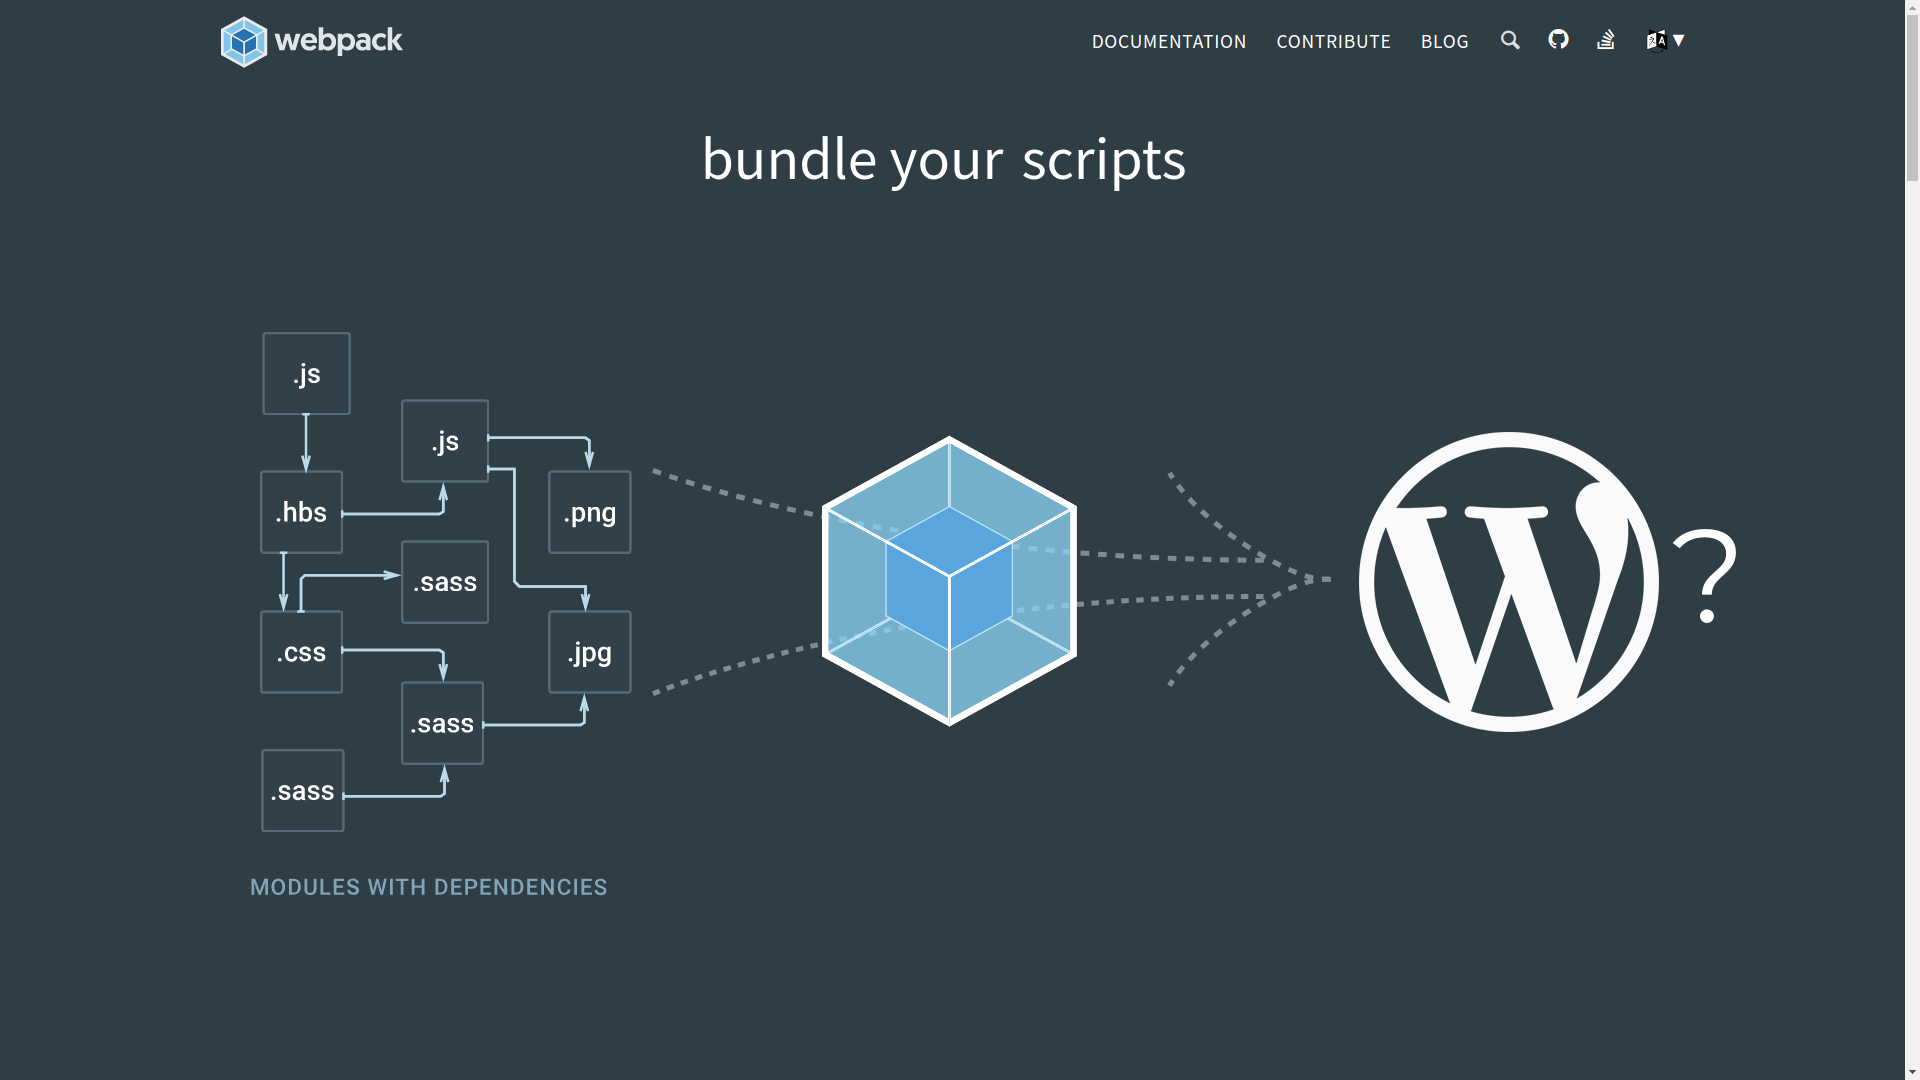 webpack
DOCUMENTATION CONTRIBUTE BLOG
bundle your scripts
.js
.js
.hbs
.png
.sass
.css
.jpg
.sass
.sass
MODULES WITH DEPENDENCIES
?